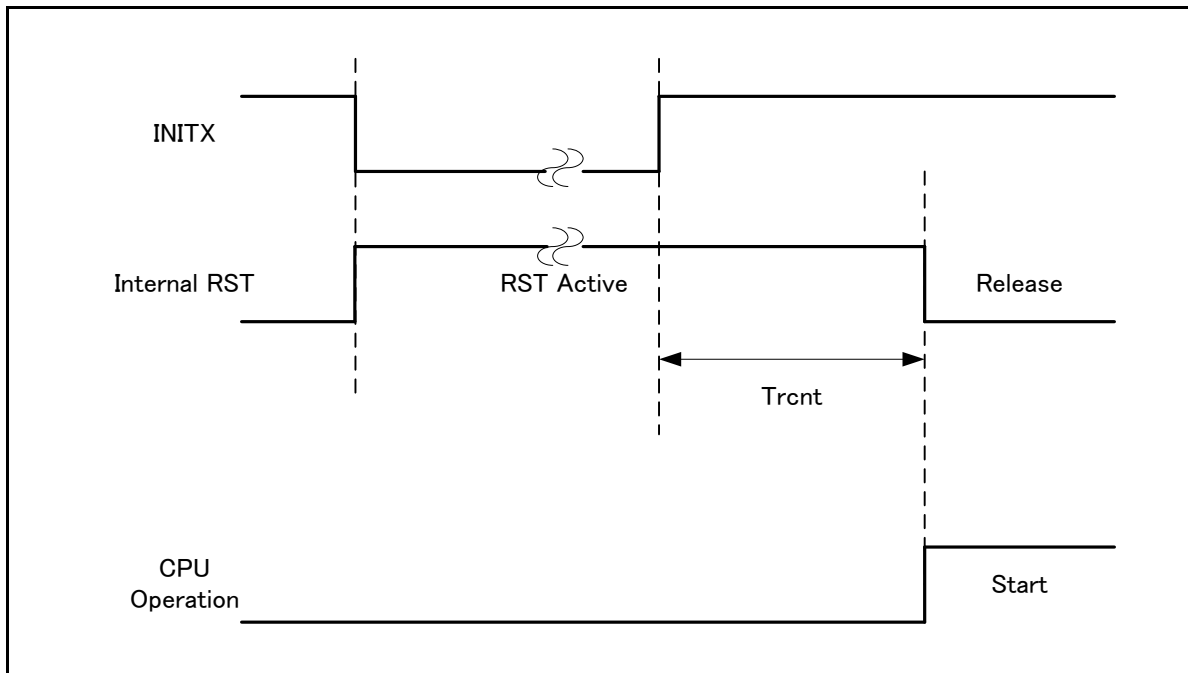 INITX
Internal RST
RST Active
Release
Trcnt
CPU
Operation
Start